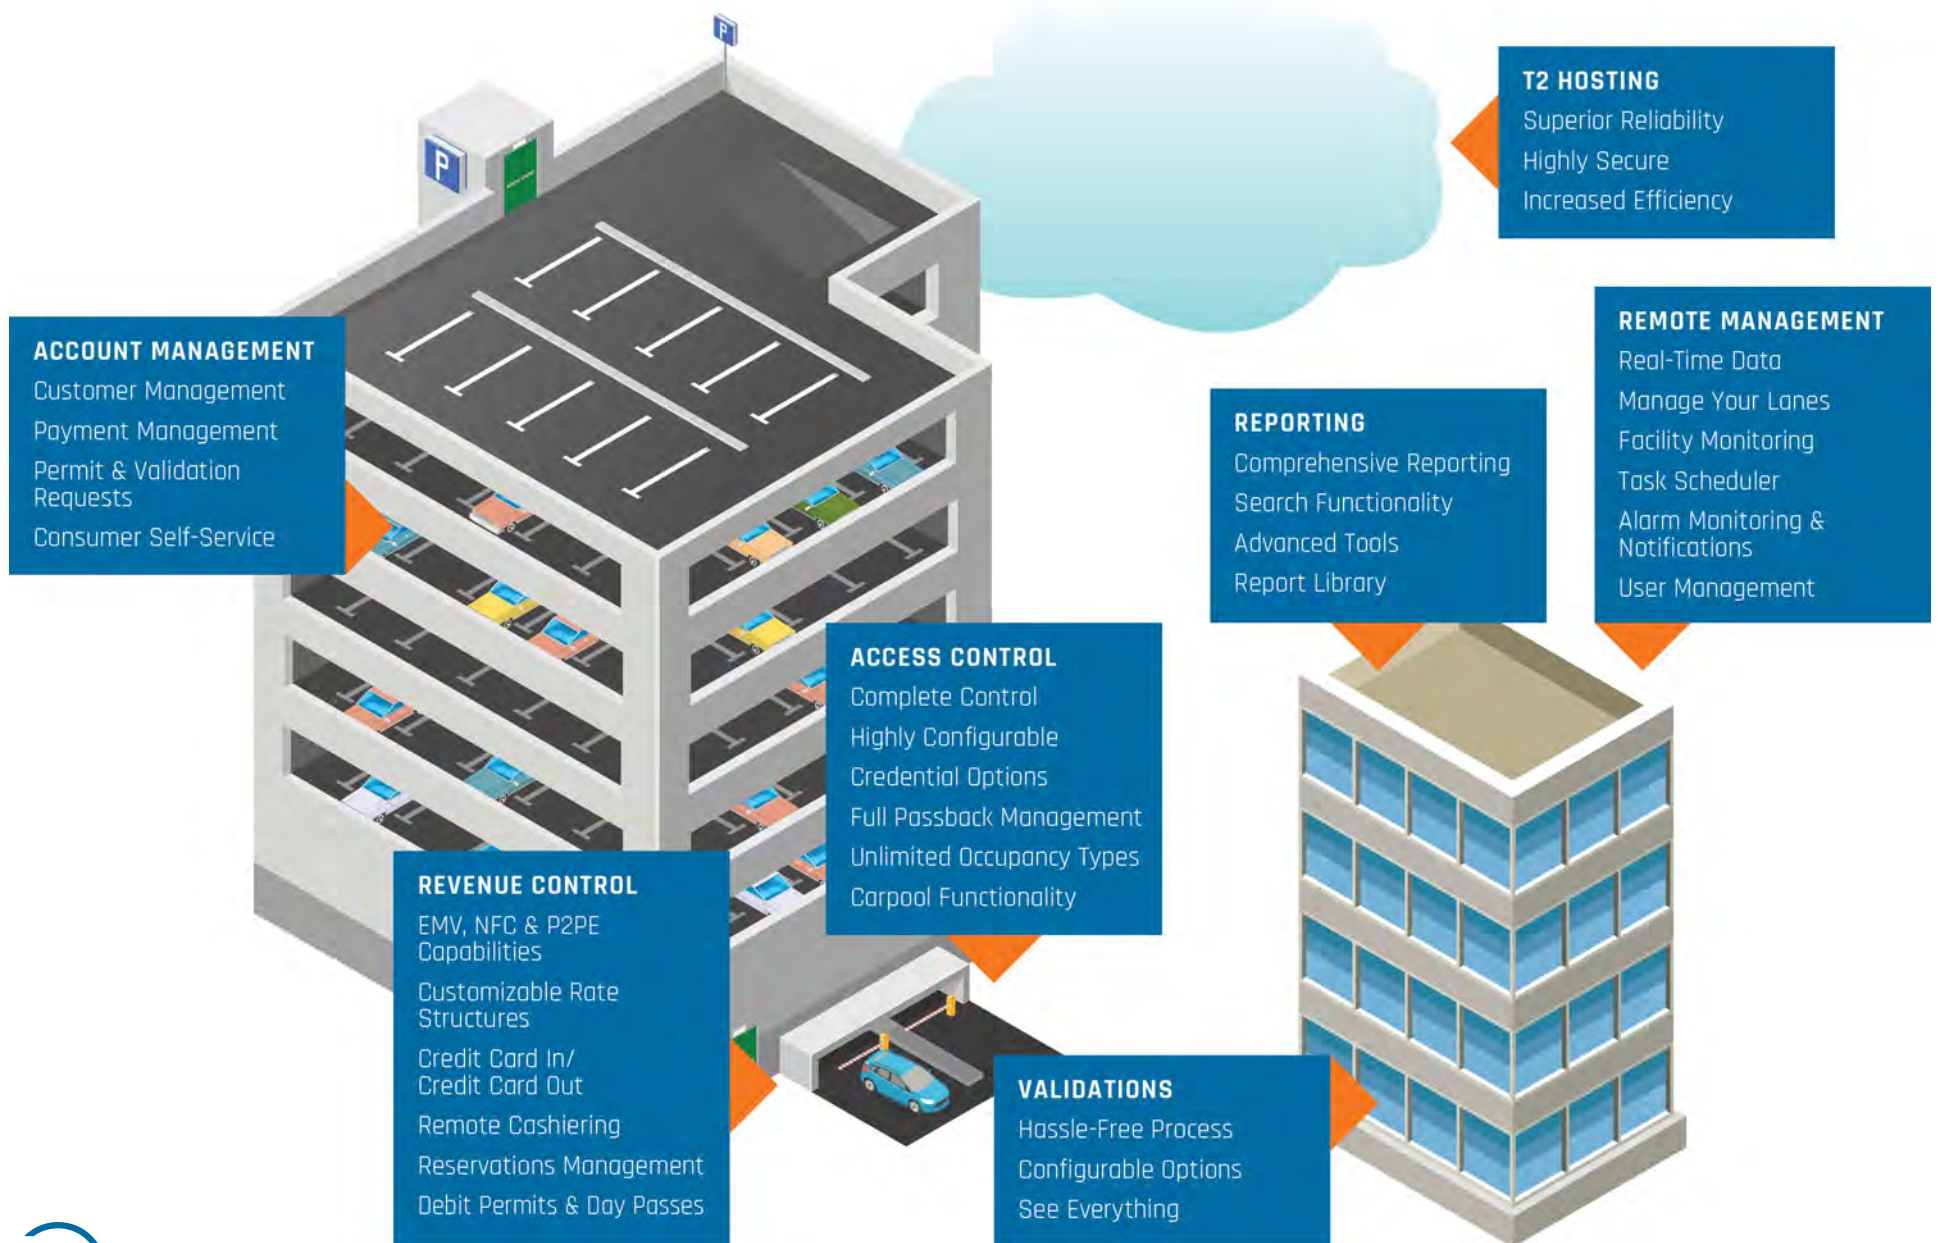 P
P
T2 HOSTING
Superior Reliability
Highly Secure
Increased Efficiency
ACCOUNT MANAGEMENT
Customer Management
Payment Management
Permit & Validation
Requests
Consumer Self-Service
REMOTE MANAGEMENT
Real-Time Data
Manage Your Lanes
Facility Monitoring
Task Scheduler
Alarm Monitoring &
Notifications
User Management
REPORTING
Comprehensive Reporting
Search Functionality
Advanced Tools
Report Library
ACCESS CONTROL
Complete Control
Highly Configurable
Credential Options
Full Passback Management
Unlimited Occupancy Types
Carpool Functionality
REVENUE CONTROL
EMV, NFC & P2PE
Capabilities
Customizable Rate
Structures
Credit Card In/
Credit Card Out
Remote Cashiering
Reservations Management
Debit Permits & Day Passes
VALIDATIONS
Hassle-Free Process
Configurable Options
See Everything